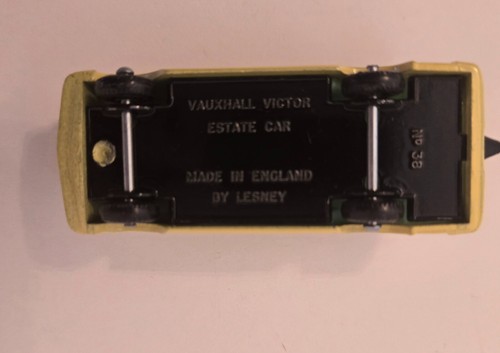 VAUXHALL VICTOR
ESTATE CAR
MADE IN ENGLAND
BY LESNEY
No 38